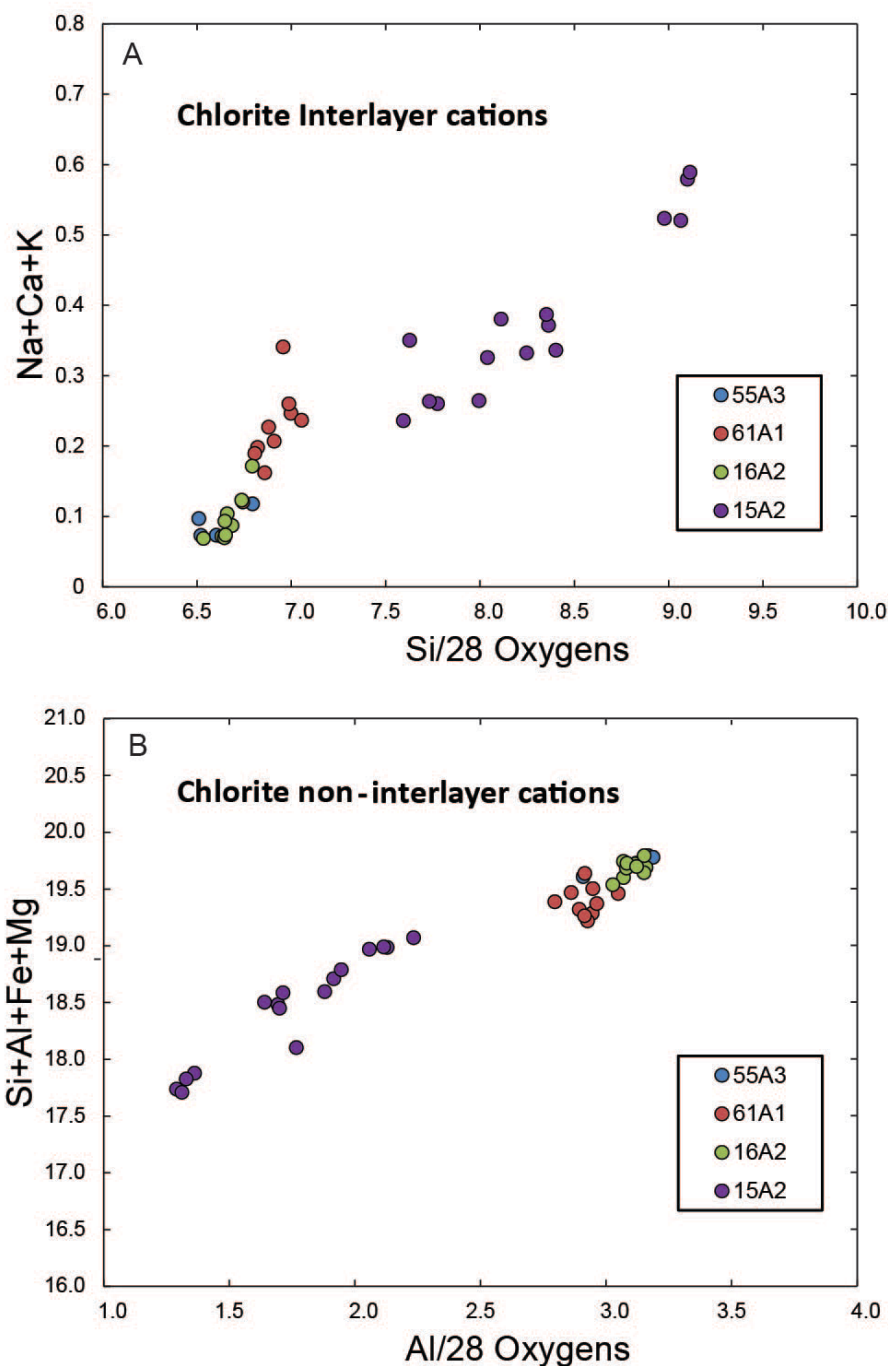 A
Chlorite Interlayer cations
0.8
0.7
0.6
0.5
0.4
0.3
0.2
0.1
0
Na+Ca+K
55A3
61A1
16A2
15A2
6.0 6.5 7.0 7.5 8.0 8.5 9.0 9.5 10.0
Si/28 Oxygens
B
Chlorite non-interlayer cations
21.0
20.5
20.0
19.5
19.0
18.5
18.0
17.5
17.0
16.5
16.0
Si+Al+Fe+Mg
55A3
61A1
16A2
15A2
1.0 1.5 2.0 2.5 3.0 3.5 4.0
Al/28 Oxygens